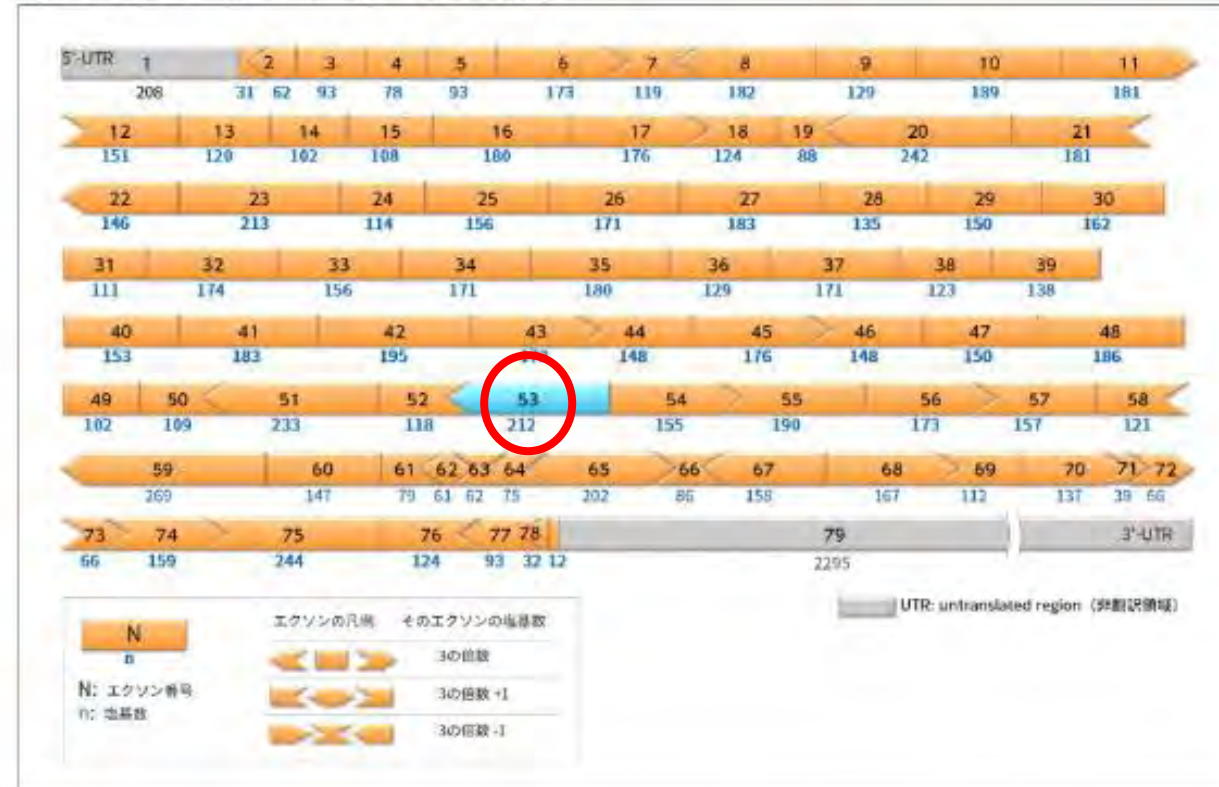 5'-UTR 1 2 3 4 5 6 7 8 9 10 11
208 31 62 93 78 93 173 119 182 129 189 181
12 13 14 15 16 17 18 19 20 21
151 120 102 108 180 176 124 88 242 181
22 23 24 25 26 27 28 29 30
146 213 114 156 171 183 135 150 162
31 32 33 34 35 36 37 38 39
111 174 156 171 180 129 171 123 138
40 41 42 43 44 45 46 47 48
153 183 195 148 176 148 150 186
49 50 51 52 53 54 55 56 57 58
102 109 233 118 212 155 190 173 157 121
59 60 61 62 63 64 65 66 67 68 69 70 71 72
269 147 79 61 62 75 202 86 158 167 112 137 39 66
73 74 75 76 77 78 79 3'-UTR
66 159 244 124 93 32 12 2295
UTR: untranslated region (非翻訳領域)
エクソンの凡例 そのエクソンの塩基数
N
n
3の倍数
N: エクソン番号
3の倍数 +1
n: 塩基数
3の倍数 -1